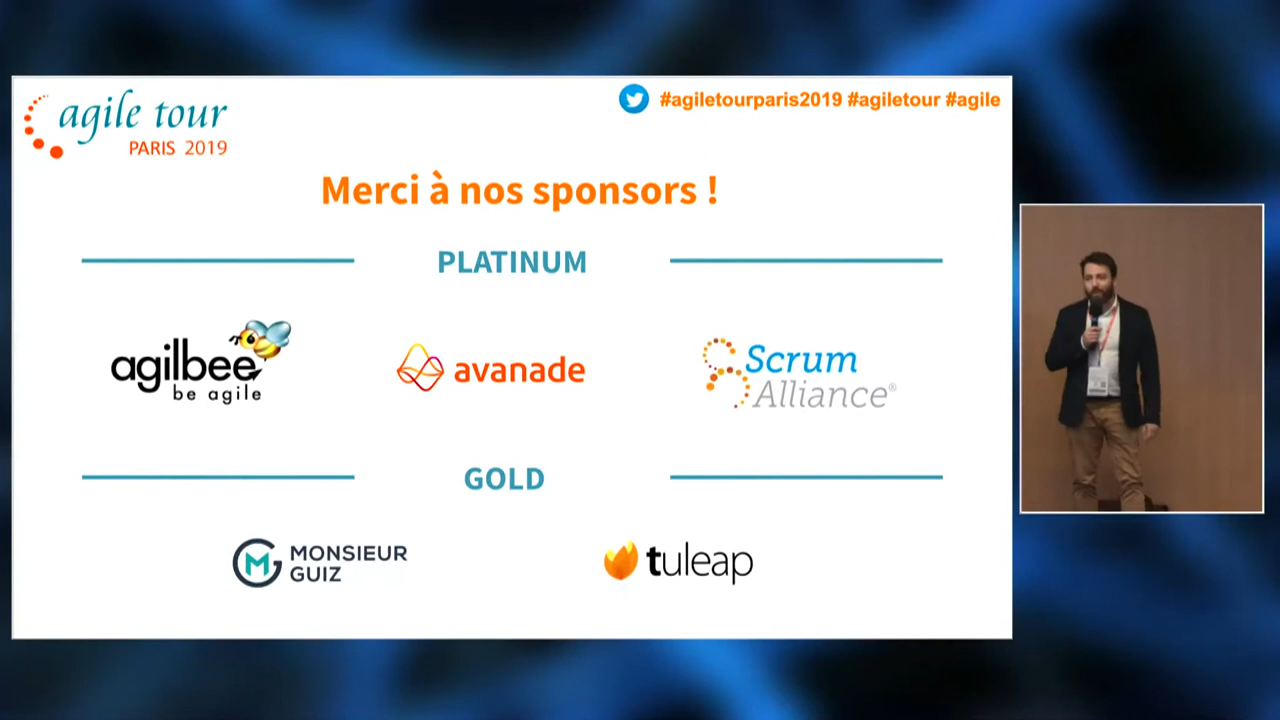 agile tour
PARIS 2019
#agiletourparis2019 #agiletour #agile
Merci à nos sponsors !
PLATINUM
agilbee
be agile
avanade
Scrum
Alliance®
GOLD
MONSIEUR
GUIZ
tuleap